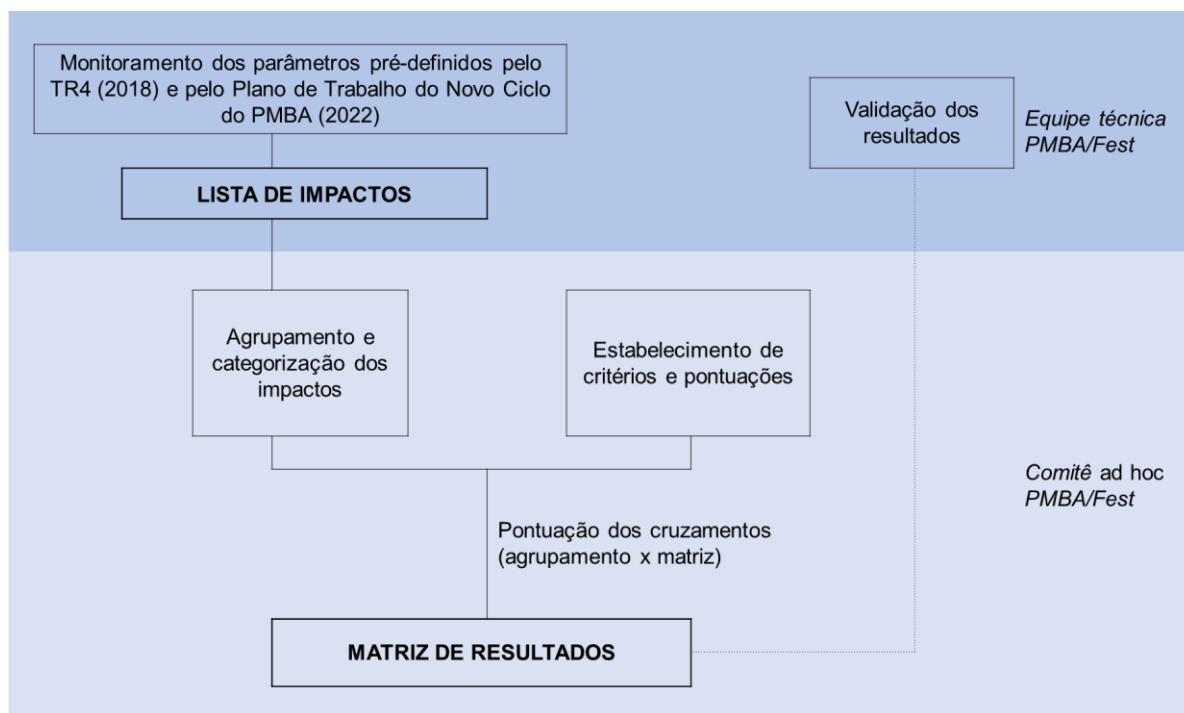 Monitoramento dos parâmetros pré-definidos pelo
TR4 (2018) e pelo Plano de Trabalho do Novo Ciclo
do PMBA (2022)
Validação dos
resultados
Equipe técnica
PMBA/Fest
LISTA DE IMPACTOS
Agrupamento e
categorização dos
impactos
Estabelecimento de
critérios e pontuações
Comitê ad hoc
PMBA/Fest
Pontuação dos cruzamentos
(agrupamento x matriz)
MATRIZ DE RESULTADOS